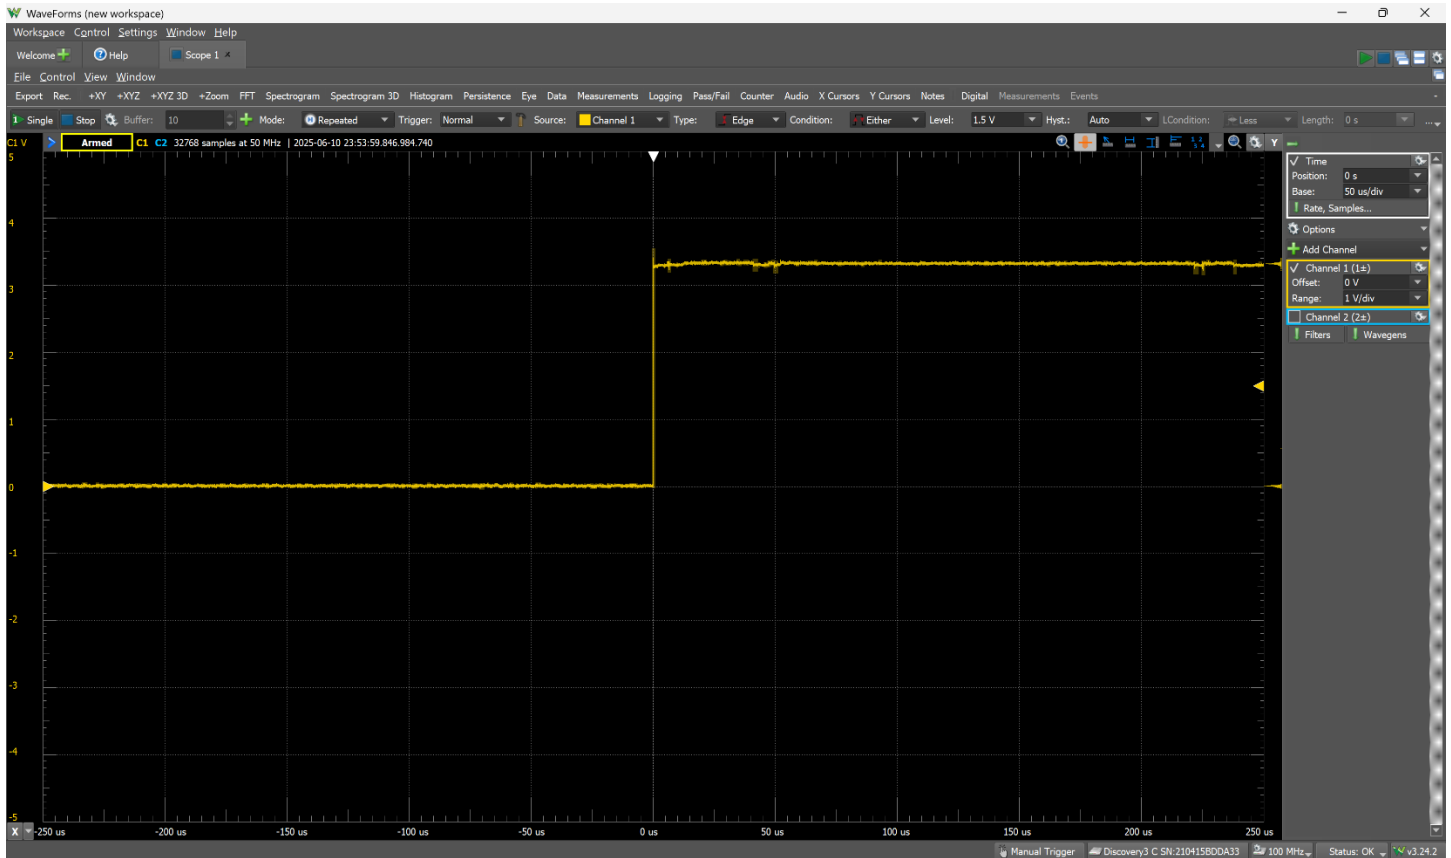 WaveForms (new workspace)
Workspace Control Settings Window Help
Welcome Help Scope 1
File Control View Window
Export Rec. +XY +XYZ +XYZ 3D +Zoom FFT Spectrogram Spectrogram 3D Histogram Persistence Eye Data Measurements Logging Pass/Fail Counter Audio X Cursors Y Cursors Notes Digital Measurements Events
Single Stop Buffer: 10 Mode: Repeated Trigger: Normal Source: Channel 1 Type: Edge Condition: Either Level: 1.5 V Hyst.: Auto LCondition: Less Length: 0 s
C1 V Armed C1 C2 32768 samples at 50 MHz | 2025-06-10 23:53:59.846.984.740 Y
5
4
3
2
1
0
-1
-2
-3
-4
-5
X -250 us -200 us -150 us -100 us -50 us 0 us 50 us 100 us 150 us 200 us 250 us
Time
Position: 0 s
Base: 50 us/div
Rate, Samples...
Options
Add Channel
Channel 1 (1±)
Offset: 0 V
Range: 1 V/div
Channel 2 (2±)
Filters Wavegens
Manual Trigger Discovery3 C SN:210415BDDA33 100 MHz Status: OK v3.24.2